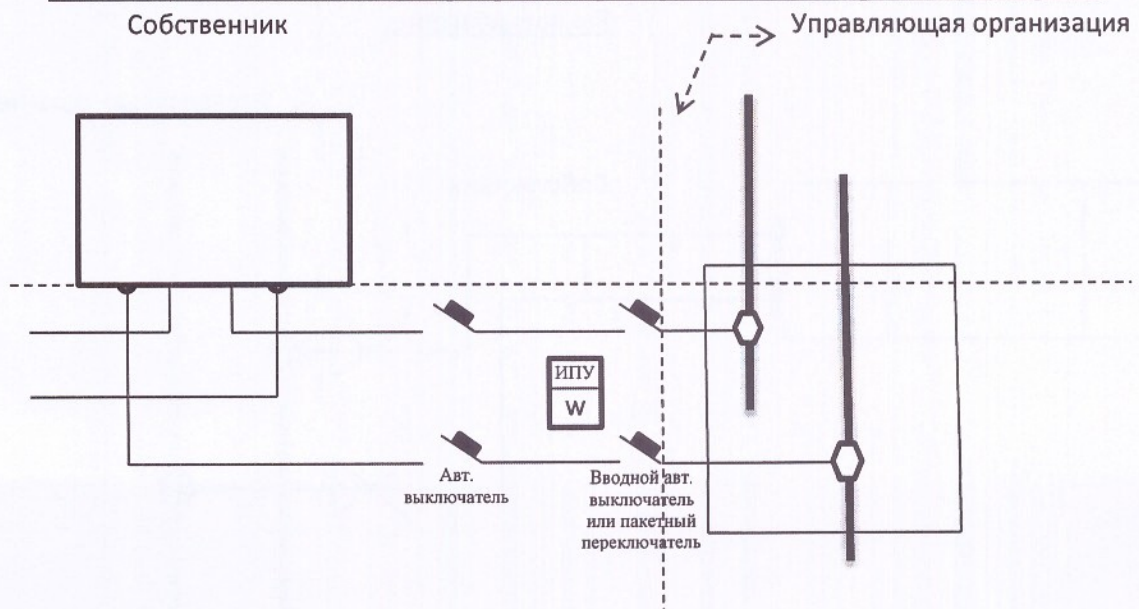 Собственник
Управляющая организация
ИПУ
W
Авт.
выключатель
Вводной авт.
выключатель
или пакетный
переключатель